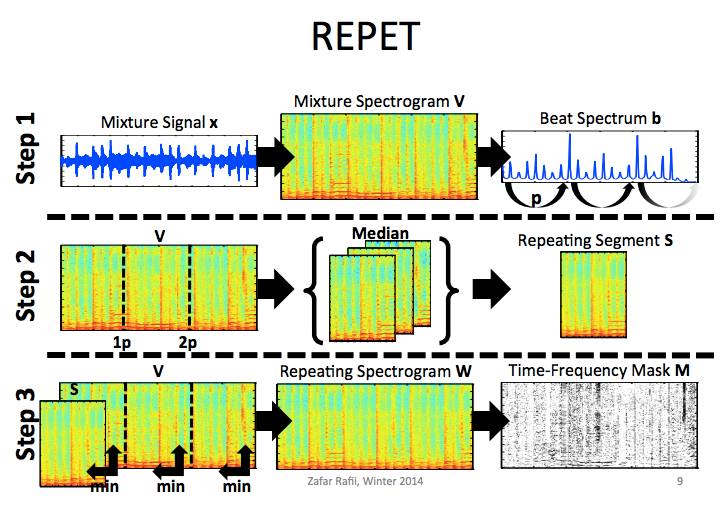 REPET
Step 1
Mixture Signal x
Mixture Spectrogram V
Beat Spectrum b
p
Step 2
V
1p
2p
Median
Repeating Segment S
Step 3
S
V
min
min
min
Repeating Spectrogram W
Time-Frequency Mask M
Zafar Rafii, Winter 2014
9